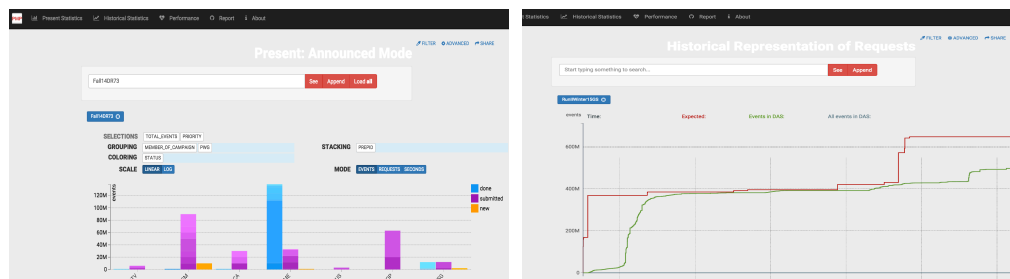 PMP Present Statistics Historical Statistics Performance Report i About
FILTER ADVANCED SHARE
Present: Announced Mode
Fall14DR73 See Append Load all
Fall14DR73
SELECTIONS TOTAL_EVENTS PRIORITY
GROUPING MEMBER_OF_CAMPAIGN PWG STACKING PREPID
COLORING STATUS
SCALE LINEAR LOG MODE EVENTS REQUESTS SECONDS
events
120M
100M
80M
60M
40M
20M
0
done
submitted
new
t Statistics Historical Statistics Performance Report i About
FILTER ADVANCED SHARE
Historical Representation of Requests
Start typing something to search... See Append
events Time: Expected: Events in DAS: All events in DAS:
600M
400M
200M
0